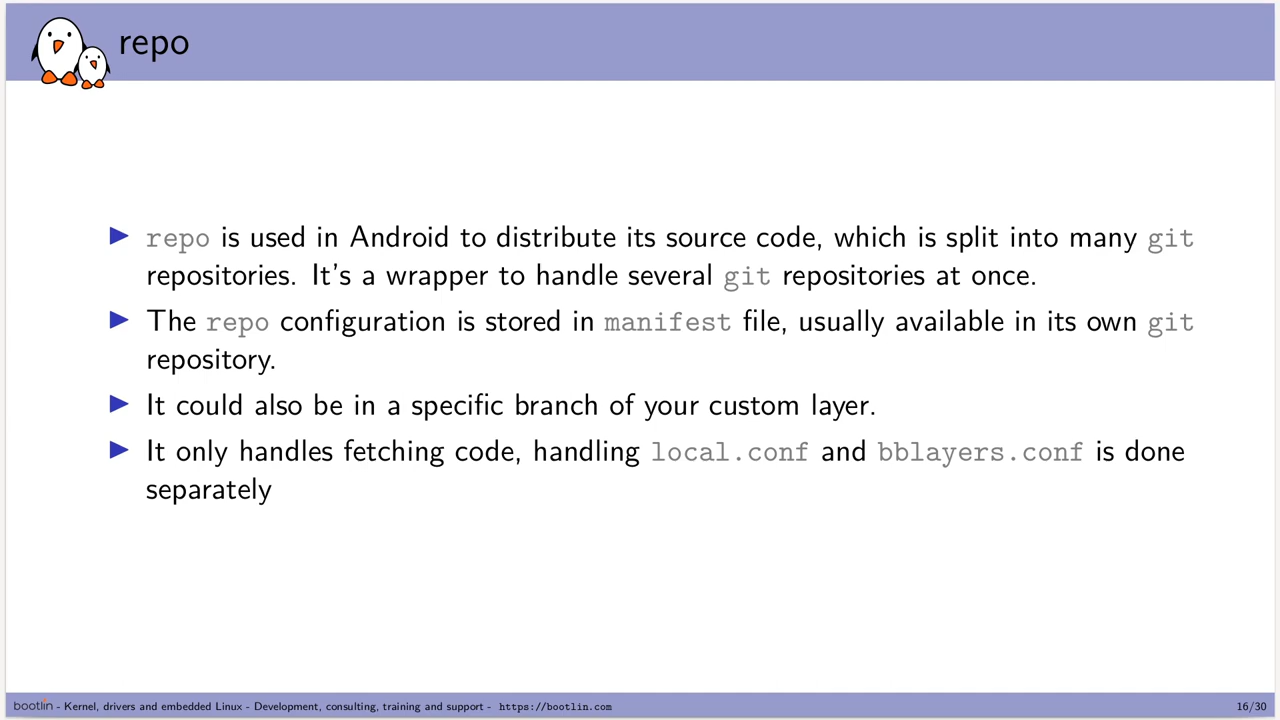 repo
repo is used in Android to distribute its source code, which is split into many git
repositories. It's a wrapper to handle several git repositories at once.
The repo configuration is stored in manifest file, usually available in its own git
repository.
It could also be in a specific branch of your custom layer.
It only handles fetching code, handling local.conf and bblayers.conf is done
separately
bootlin - Kernel, drivers and embedded Linux - Development, consulting, training and support - https://bootlin.com
16/30